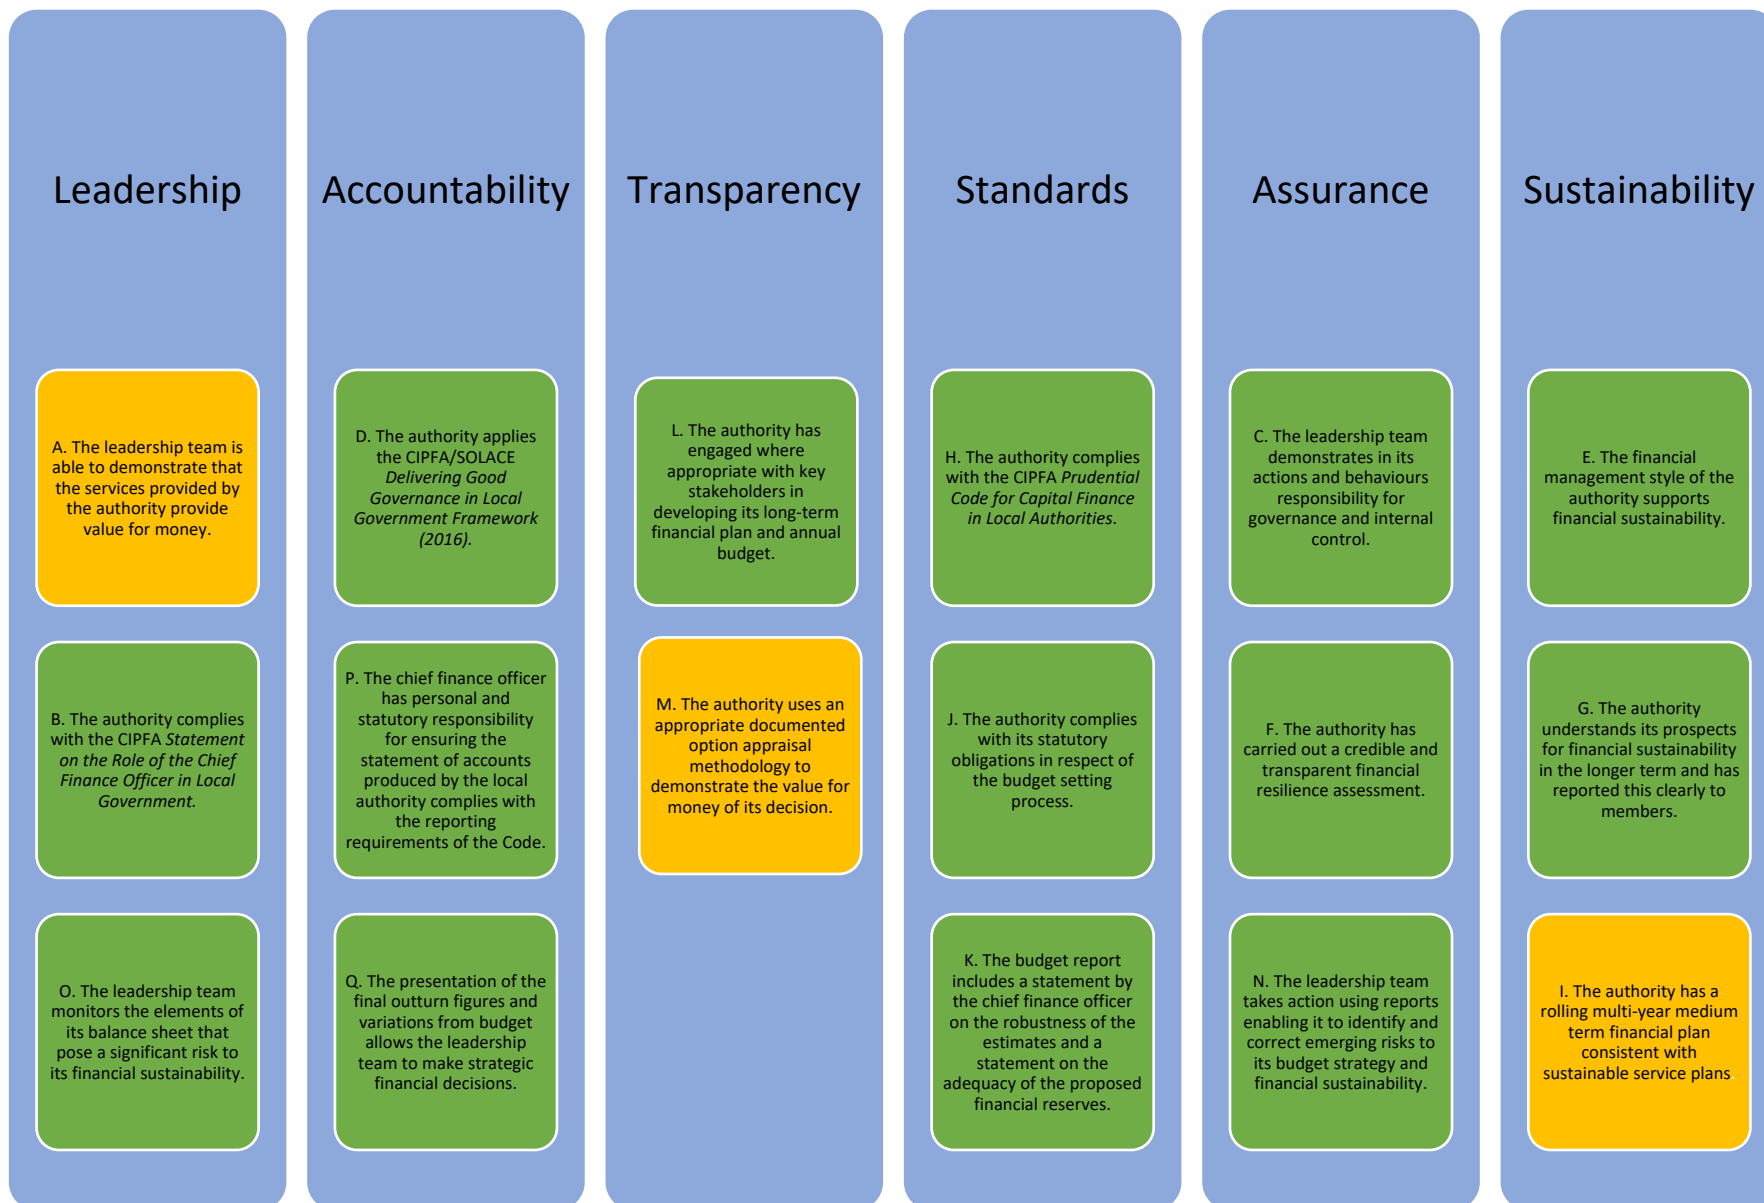 Leadership
A. The leadership team is
able to demonstrate that
the services provided by
the authority provide
value for money.
B. The authority complies
with the CIPFA Statement
on the Role of the Chief
Finance Officer in Local
Government.
O. The leadership team
monitors the elements of
its balance sheet that
pose a significant risk to
its financial sustainability.
Accountability
D. The authority applies
the CIPFA/SOLACE
Delivering Good
Governance in Local
Government Framework
(2016).
P. The chief finance officer
has personal and
statutory responsibility
for ensuring the
statement of accounts
produced by the local
authority complies with
the reporting
requirements of the Code.
Q. The presentation of the
final outturn figures and
variations from budget
allows the leadership
team to make strategic
financial decisions.
Transparency
L. The authority has
engaged where
appropriate with key
stakeholders in
developing its long-term
financial plan and annual
budget.
M. The authority uses an
appropriate documented
option appraisal
methodology to
demonstrate the value for
money of its decision.
Standards
H. The authority complies
with the CIPFA Prudential
Code for Capital Finance
in Local Authorities.
J. The authority complies
with its statutory
obligations in respect of
the budget setting
process.
K. The budget report
includes a statement by
the chief finance officer
on the robustness of the
estimates and a
statement on the
adequacy of the proposed
financial reserves.
Assurance
C. The leadership team
demonstrates in its
actions and behaviours
responsibility for
governance and internal
control.
F. The authority has
carried out a credible and
transparent financial
resilience assessment.
N. The leadership team
takes action using reports
enabling it to identify and
correct emerging risks to
its budget strategy and
financial sustainability.
Sustainability
E. The financial
management style of the
authority supports
financial sustainability.
G. The authority
understands its prospects
for financial sustainability
in the longer term and has
reported this clearly to
members.
I. The authority has a
rolling multi-year medium
term financial plan
consistent with
sustainable service plans.